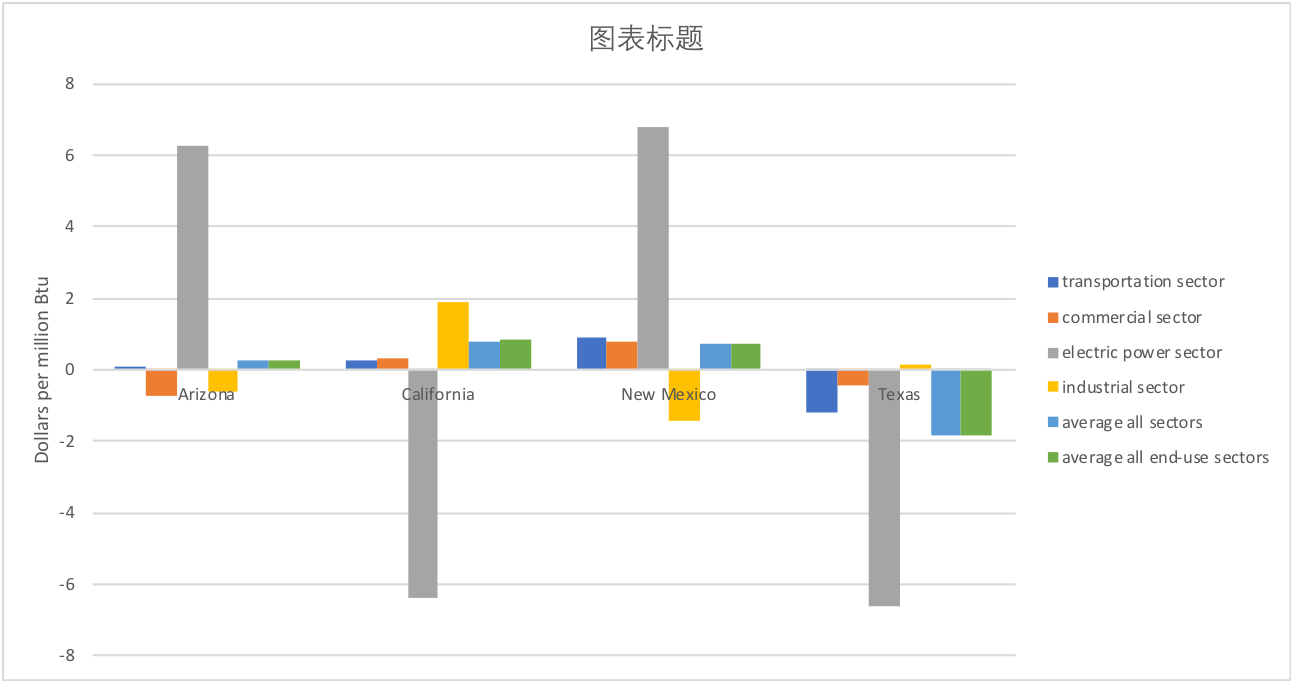 图表标题
8
6
4
2
0
-2
-4
-6
-8
Dollars per million Btu
Arizona
California
New Mexico
Texas
transportation sector
commercial sector
electric power sector
industrial sector
average all sectors
average all end-use sectors